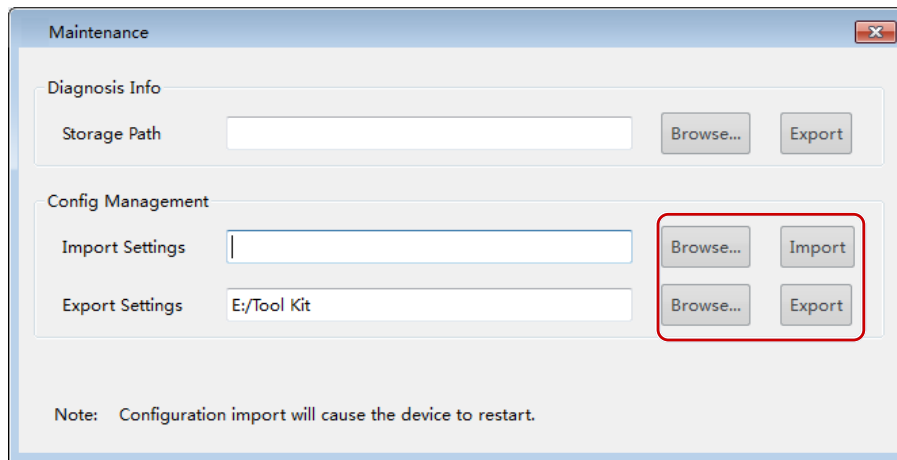 Maintenance
Diagnosis Info
Storage Path Browse... Export
Config Management
Import Settings Browse... Import
Export Settings E:/Tool Kit Browse... Export
Note: Configuration import will cause the device to restart.